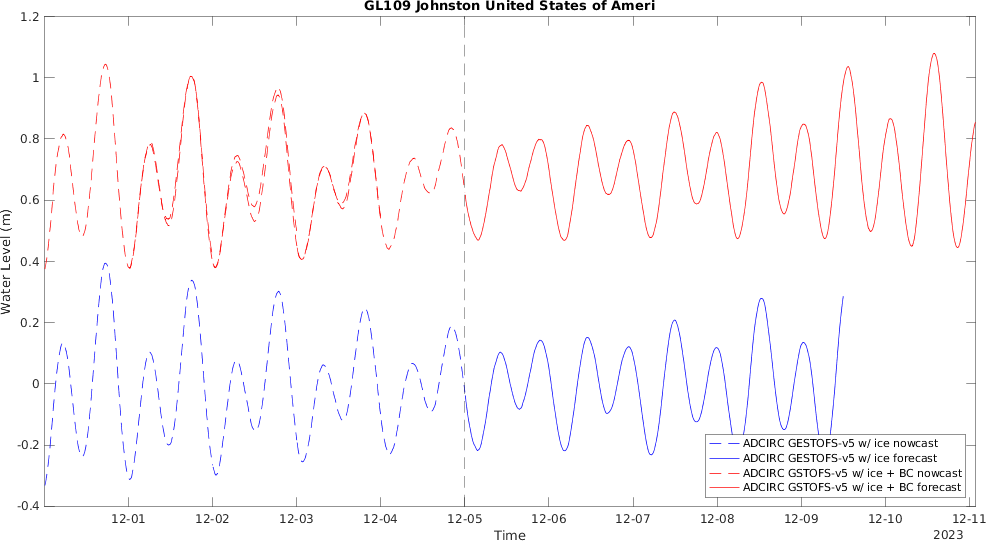 GL109 Johnston United States of Ameri
1.2
1
0.8
0.6
0.4
0.2
0
-0.2
-0.4
Water Level (m)
ADCIRC GESTOFS-v5 w/ ice nowcast
ADCIRC GESTOFS-v5 w/ ice forecast
ADCIRC GSTOFS-v5 w/ ice + BC nowcast
ADCIRC GSTOFS-v5 w/ ice + BC forecast
12-01 12-02 12-03 12-04 12-05 12-06 12-07 12-08 12-09 12-10 12-11
Time
2023